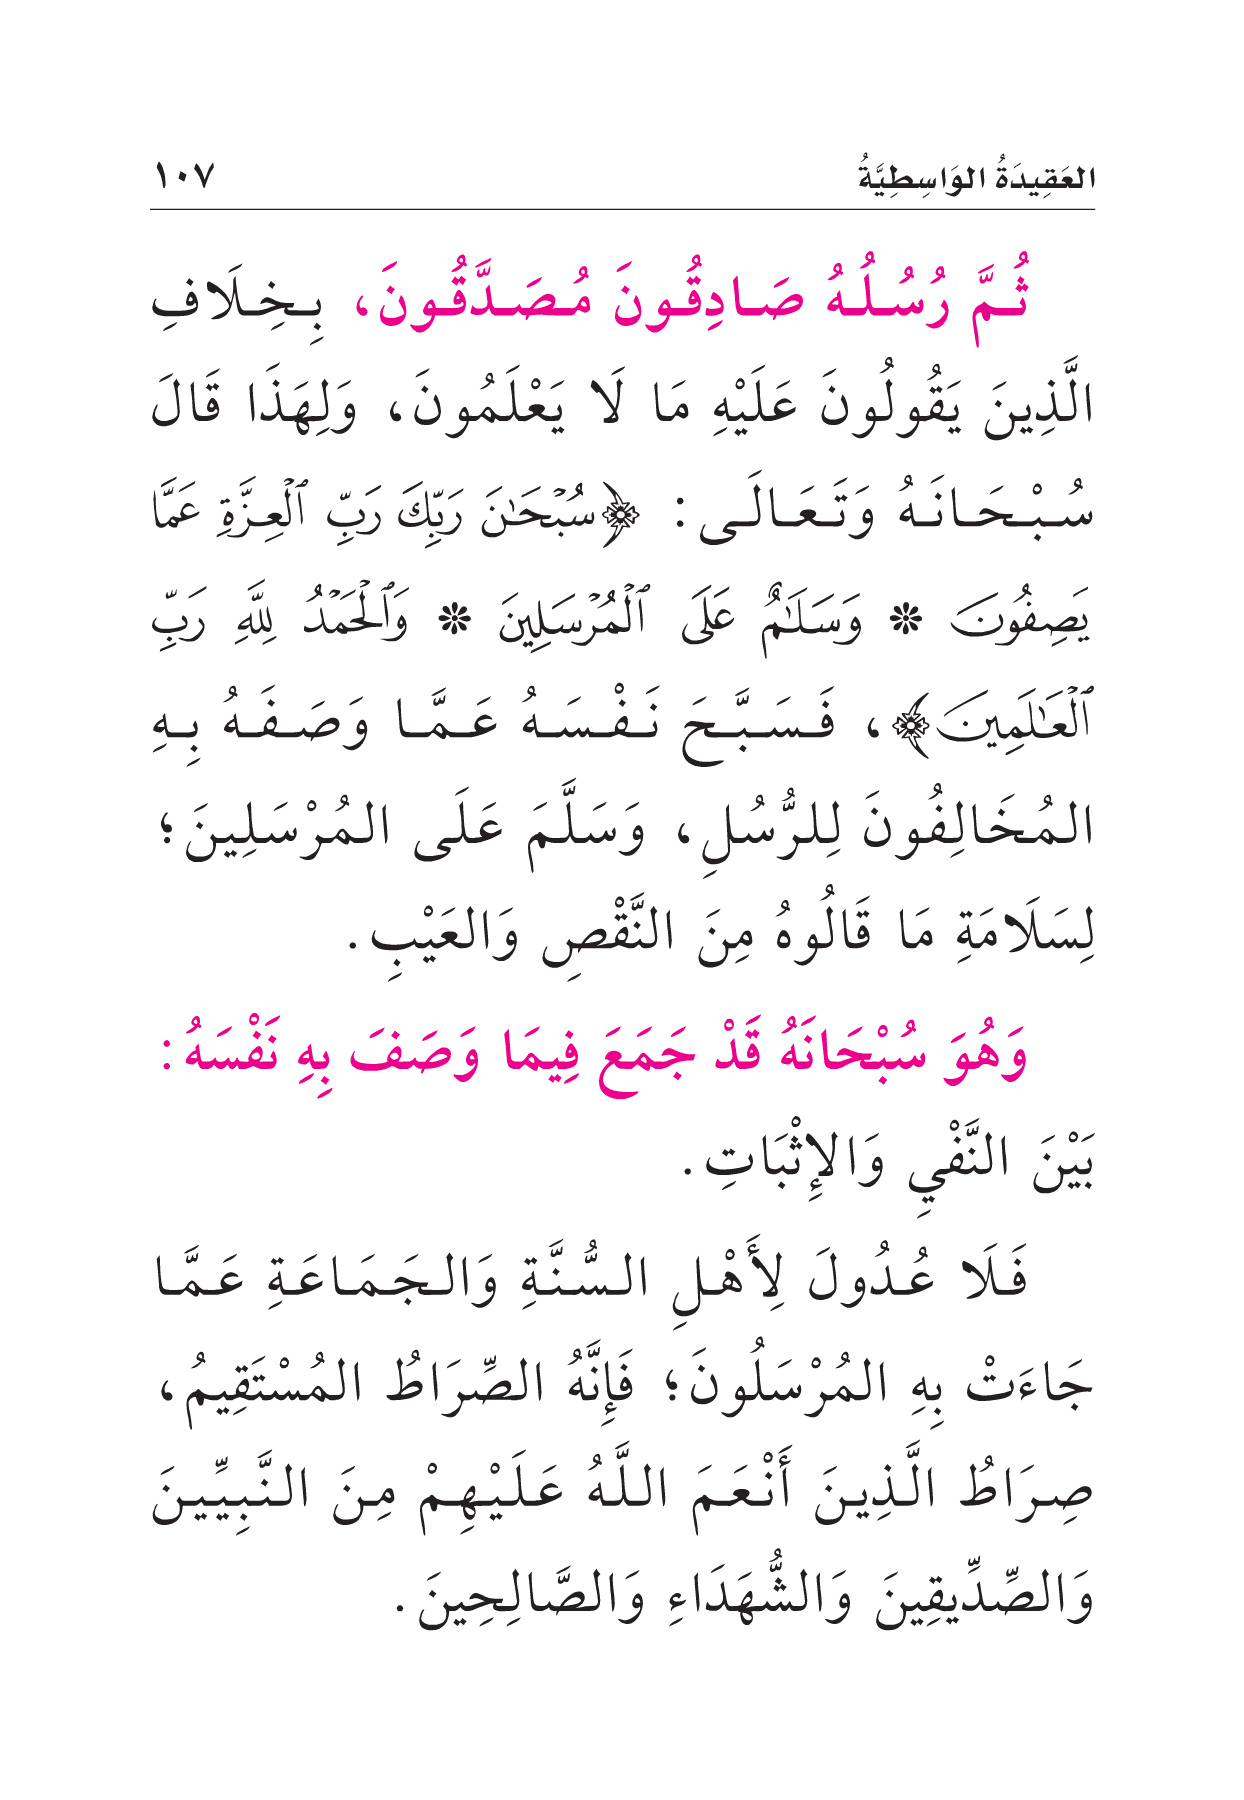 العَقِيدَةُ الوَاسِطِيَّةُ ١٠٧
ثُمَّ رُسُلُهُ صَادِقُونَ مُصَدَّقُونَ، بِخِلَافِ
الَّذِينَ يَقُولُونَ عَلَيْهِ مَا لَا يَعْلَمُونَ، وَلِهَذَا قَالَ
سُبْحَانَهُ وَتَعَالَى: ﴿سُبْحَٰنَ رَبِّكَ رَبِّ ٱلْعِزَّةِ عَمَّا
يَصِفُونَ * وَسَلَٰمٌ عَلَى ٱلْمُرْسَلِينَ * وَٱلْحَمْدُ لِلَّهِ رَبِّ
ٱلْعَٰلَمِينَ﴾، فَسَبَّحَ نَفْسَهُ عَمَّا وَصَفَهُ بِهِ
المُخَالِفُونَ لِلرُّسُلِ، وَسَلَّمَ عَلَى المُرْسَلِينَ؛
لِسَلَامَةِ مَا قَالُوهُ مِنَ النَّقْصِ وَالعَيْبِ.
وَهُوَ سُبْحَانَهُ قَدْ جَمَعَ فِيمَا وَصَفَ بِهِ نَفْسَهُ:
بَيْنَ النَّفْيِ وَالإِثْبَاتِ.
فَلَا عُدُولَ لِأَهْلِ السُّنَّةِ وَالجَمَاعَةِ عَمَّا
جَاءَتْ بِهِ المُرْسَلُونَ؛ فَإِنَّهُ الصِّرَاطُ المُسْتَقِيمُ،
صِرَاطُ الَّذِينَ أَنْعَمَ اللَّهُ عَلَيْهِمْ مِنَ النَّبِيِّينَ
وَالصِّدِّيقِينَ وَالشُّهَدَاءِ وَالصَّالِحِينَ.